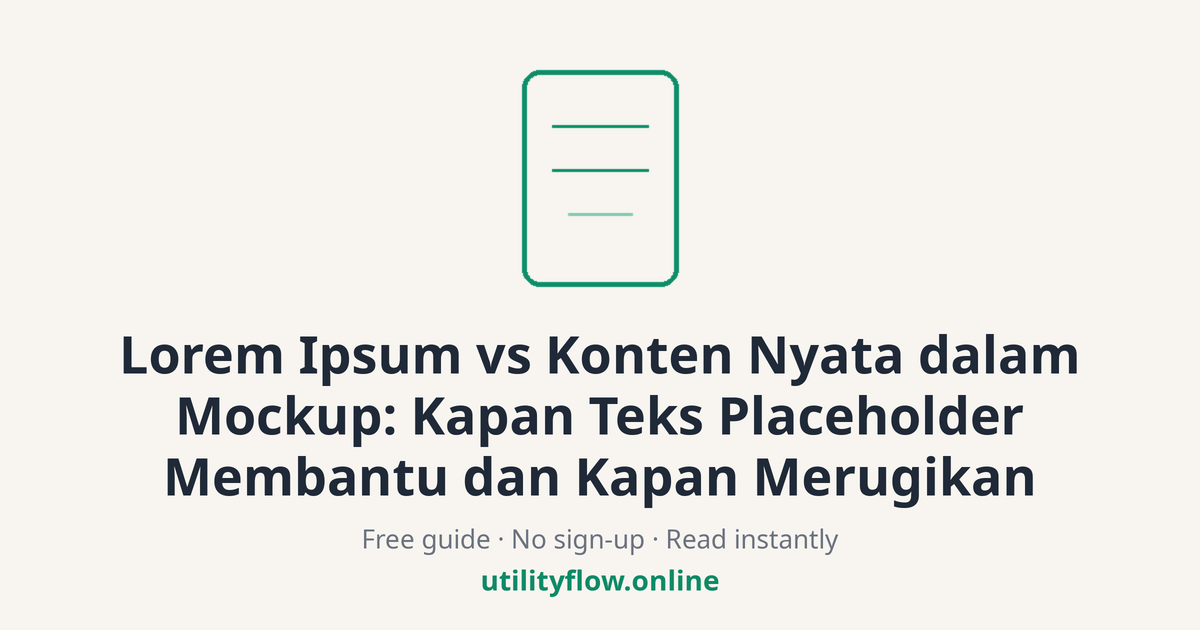 Lorem Ipsum vs Konten Nyata dalam
Mockup: Kapan Teks Placeholder
Membantu dan Kapan Merugikan
Free guide · No sign-up · Read instantly
utilityflow.online